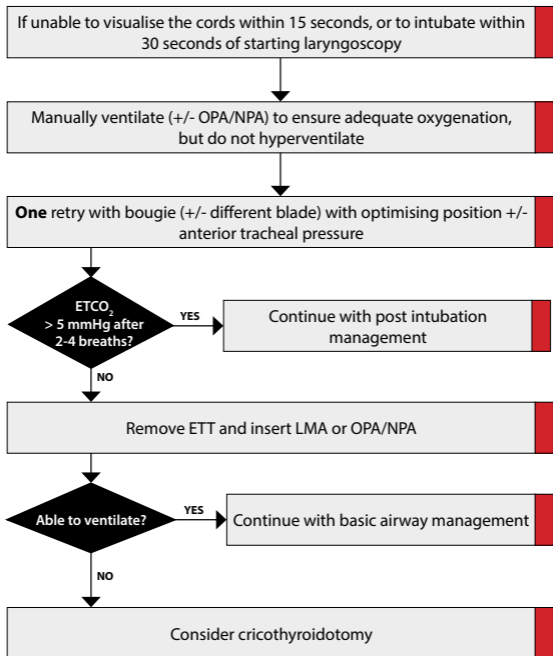 If unable to visualise the cords within 15 seconds, or to intubate within
30 seconds of starting laryngoscopy
Manually ventilate (+/- OPA/NPA) to ensure adequate oxygenation,
but do not hyperventilate
One retry with bougie (+/- different blade) with optimising position +/-
anterior tracheal pressure
ETCO₂
> 5 mmHg after
2-4 breaths?
YES
Continue with post intubation
management
NO
Remove ETT and insert LMA or OPA/NPA
Able to ventilate?
YES
Continue with basic airway management
NO
Consider cricothyroidotomy